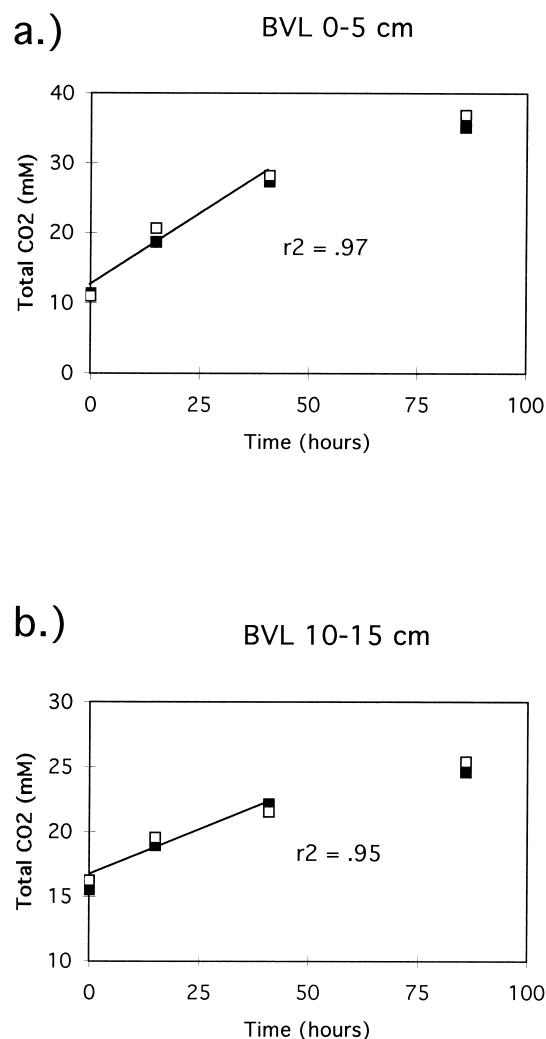 a.)
BVL 0-5 cm
40
30
20
10
0
Total CO2 (mM)
r2 = .97
0 25 50 75 100
Time (hours)
b.)
BVL 10-15 cm
30
25
20
15
10
Total CO2 (mM)
r2 = .95
0 25 50 75 100
Time (hours)